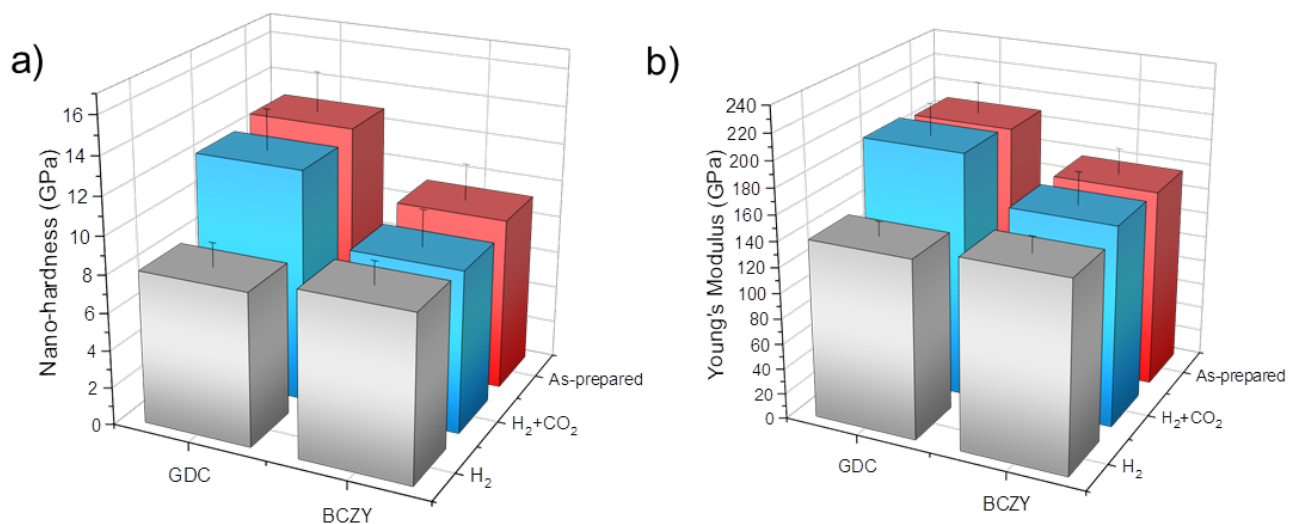 a)
Nano-hardness (GPa)
16
14
12
10
8
6
4
2
0
GDC
BCZY
H₂
H₂+CO₂
As-prepared
b)
Young's Modulus (GPa)
240
220
200
180
160
140
120
100
80
60
40
20
0
GDC
BCZY
H₂
H₂+CO₂
As-prepared